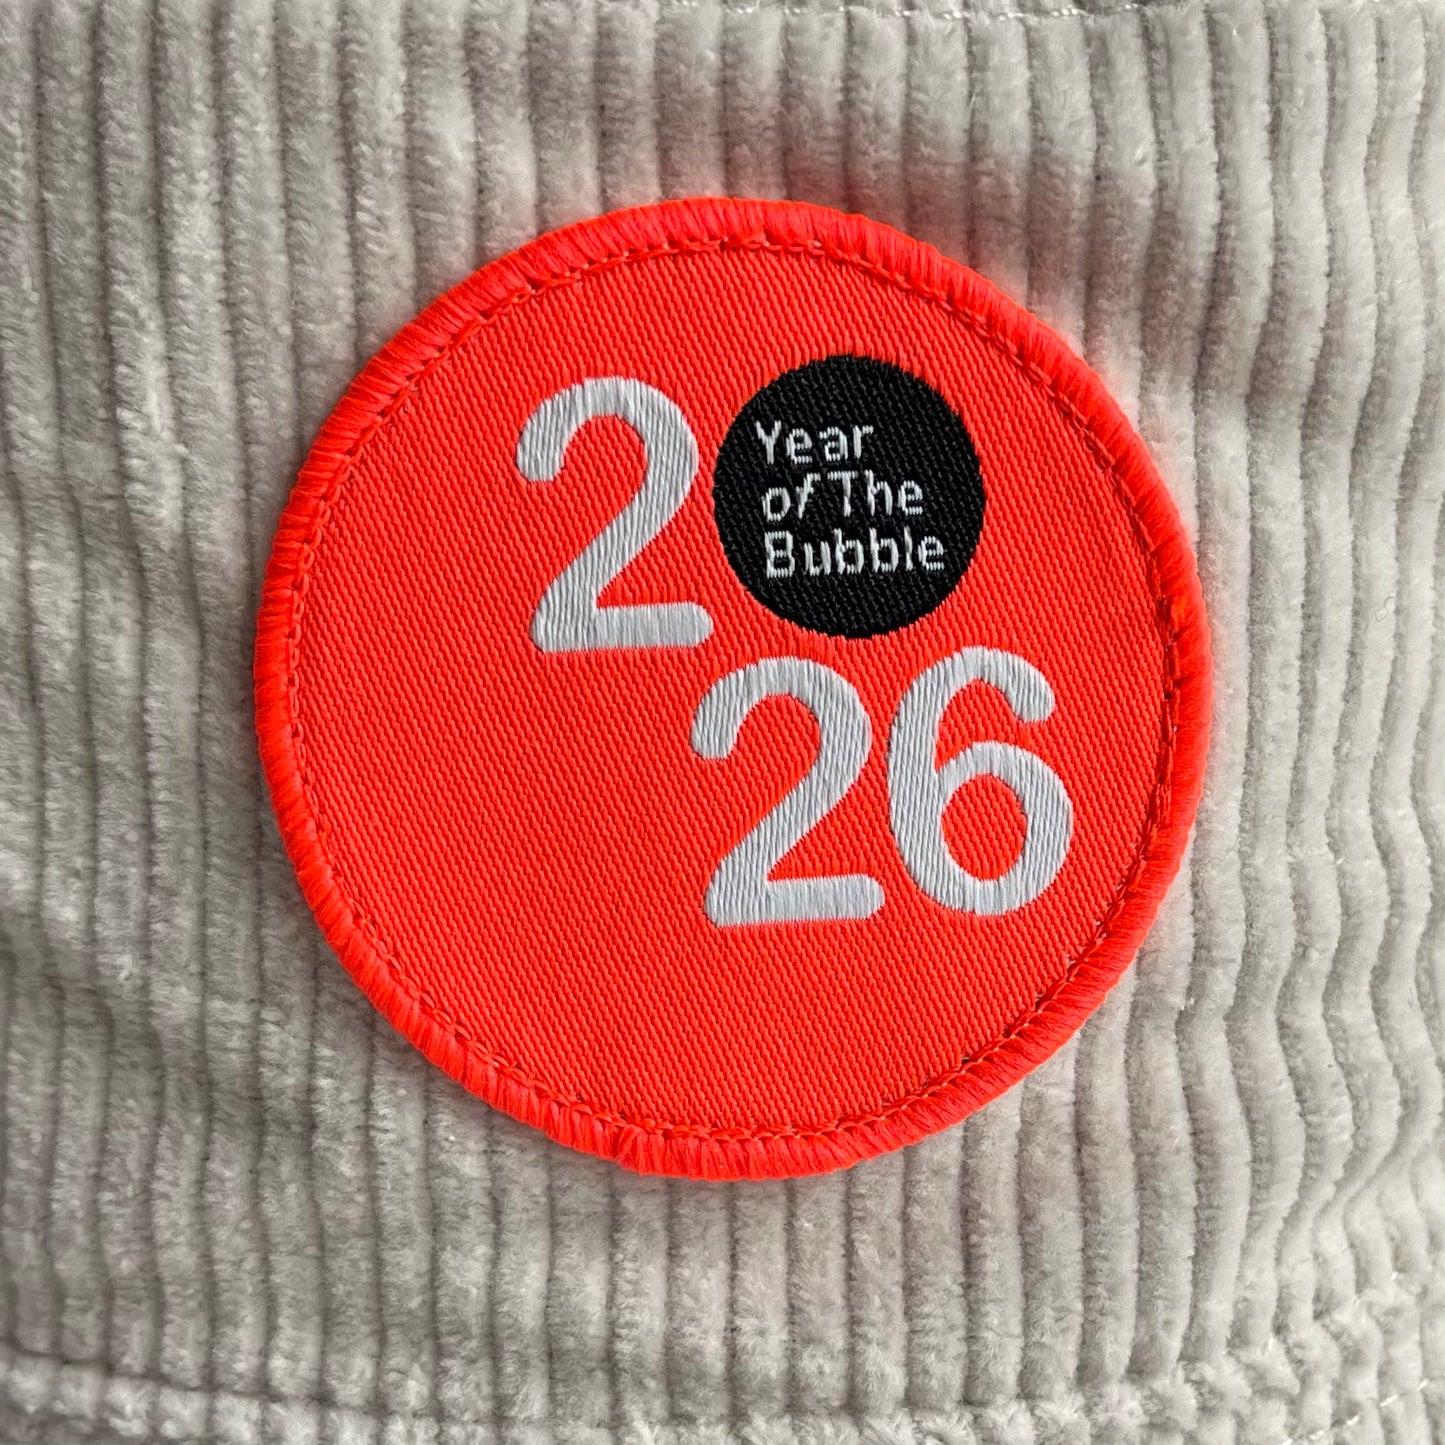 2
Year
of The
Bubble
26